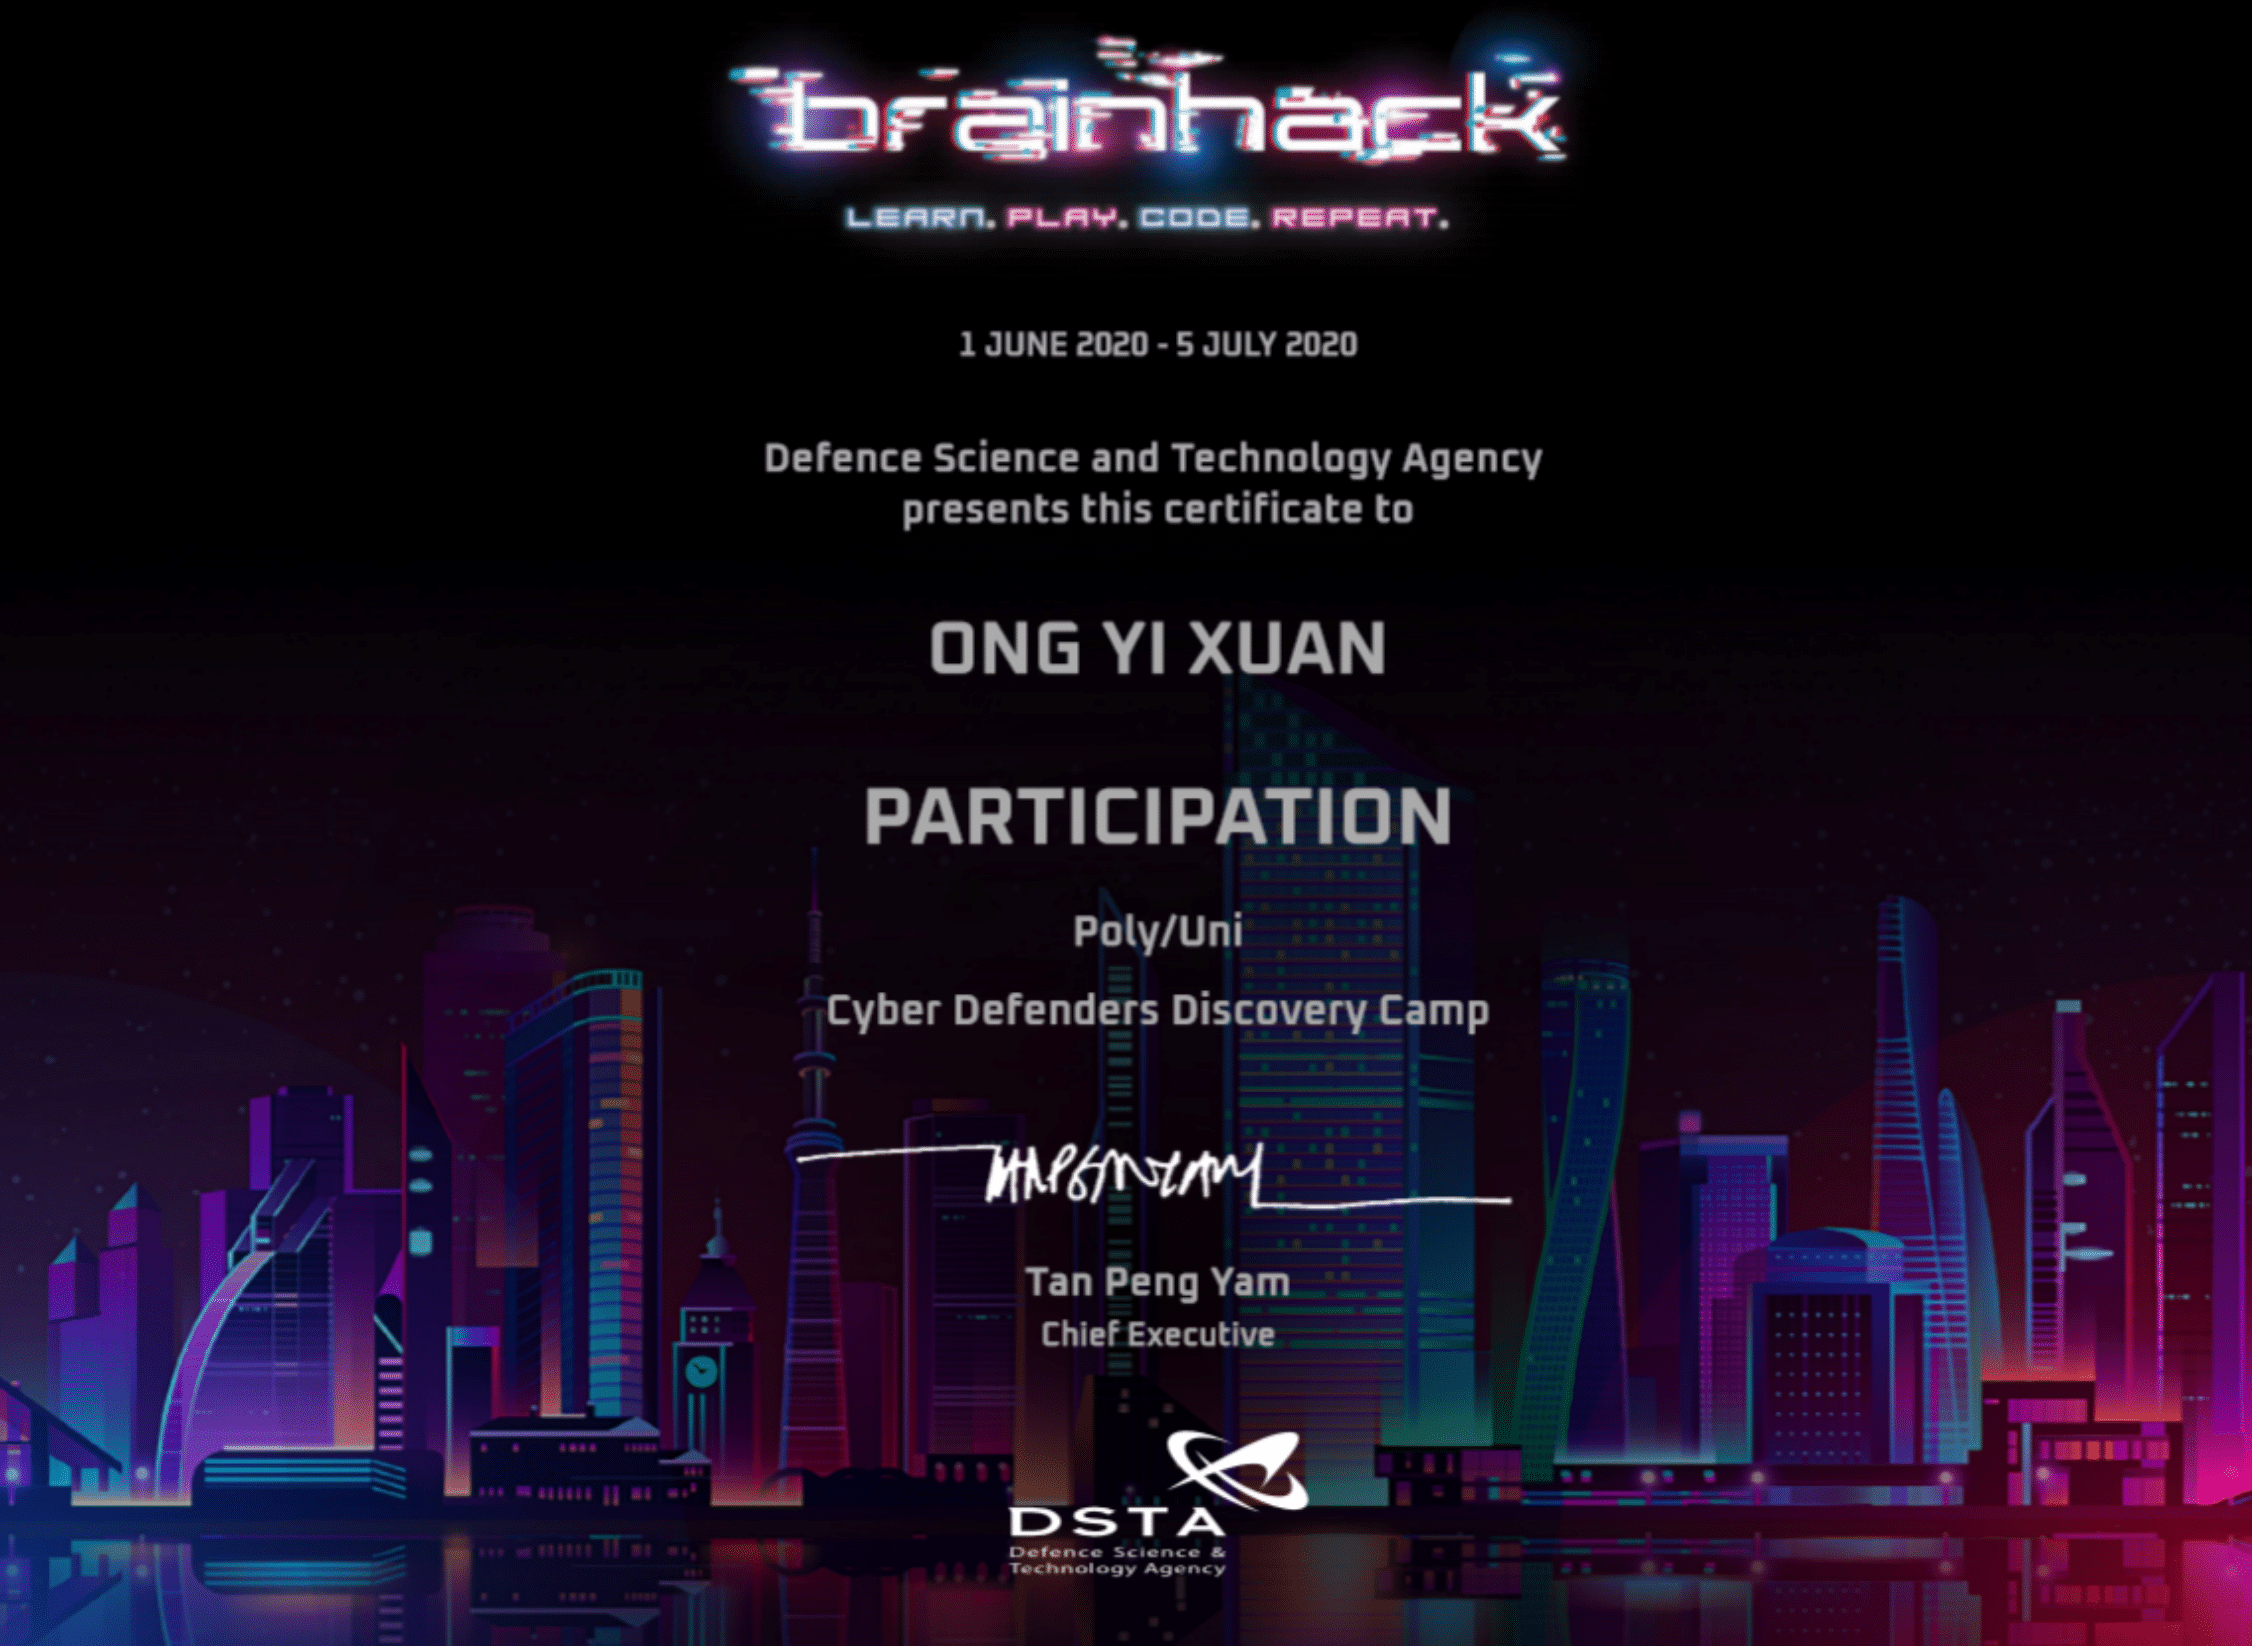 brainhack
LEARN. PLAY. CODE. REPEAT.
1 JUNE 2020 - 5 JULY 2020
Defence Science and Technology Agency
presents this certificate to
ONG YI XUAN
PARTICIPATION
Poly/Uni
Cyber Defenders Discovery Camp
TANPENGYAM
Tan Peng Yam
Chief Executive
DSTA
Defence Science &
Technology Agency